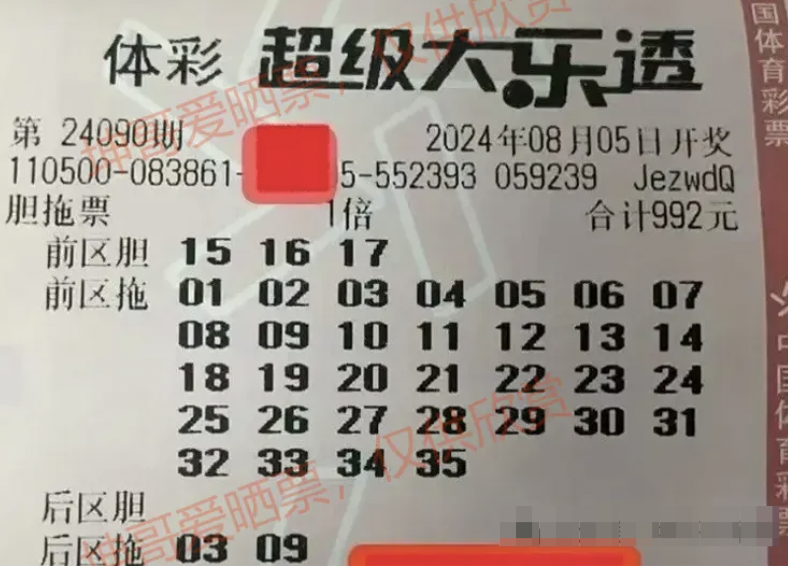 体彩 超级大乐透
第 24090期 2024年08月05日开奖
110500-083861- 5-552393 059239 JezwdQ
胆拖票 1倍 合计992元
前区胆 15 16 17
前区拖 01 02 03 04 05 06 07
08 09 10 11 12 13 14
18 19 20 21 22 23 24
25 26 27 28 29 30 31
32 33 34 35
后区胆
后区拖 03 09
国体育彩票
中国体育彩票
神哥爱晒票，仅供欣赏
神哥爱晒票，仅供欣赏